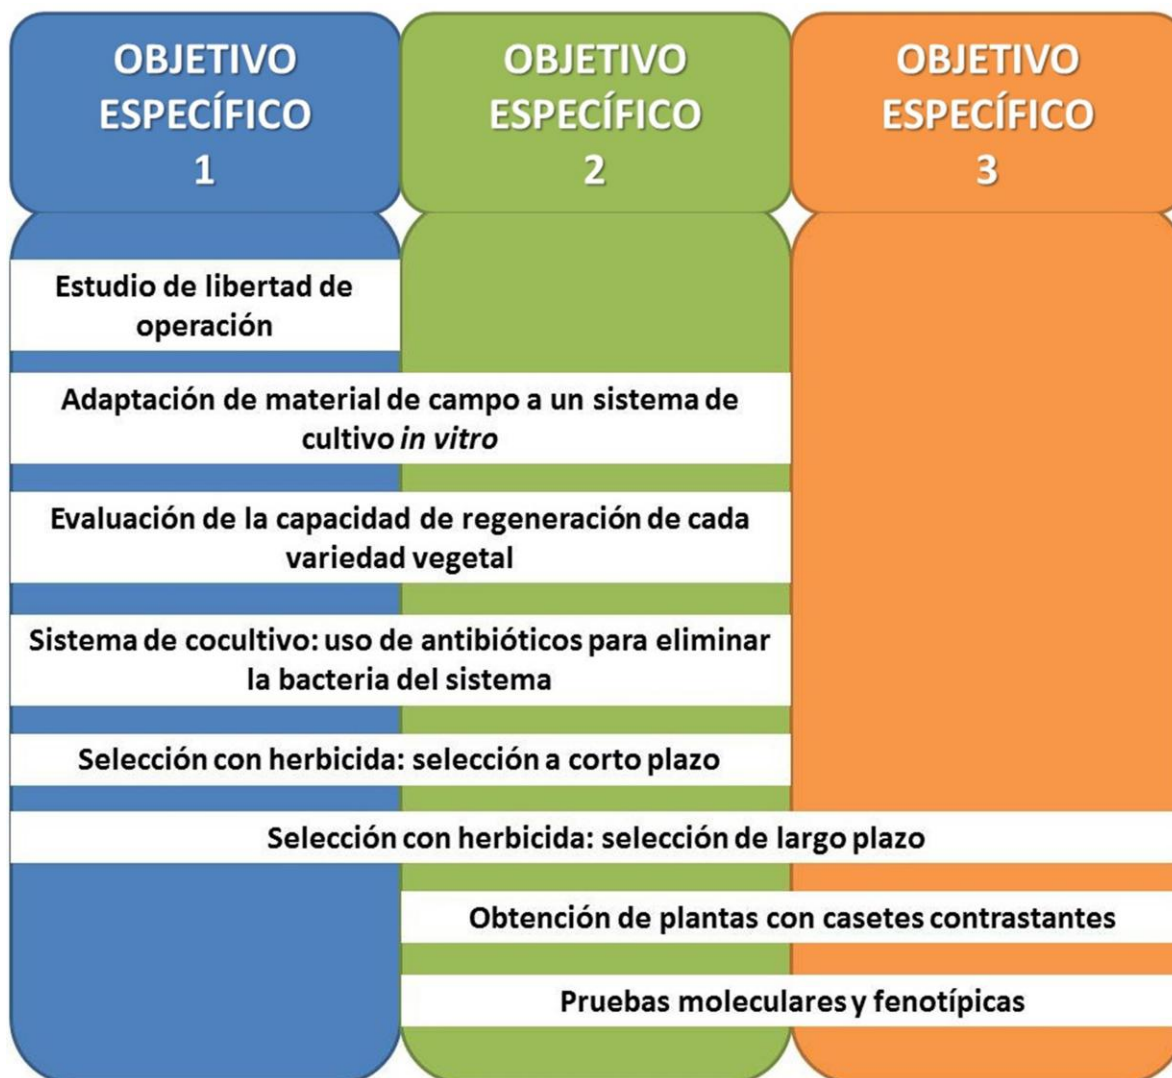 OBJETIVO
ESPECÍFICO
1
OBJETIVO
ESPECÍFICO
2
OBJETIVO
ESPECÍFICO
3
Estudio de libertad de
operación
Adaptación de material de campo a un sistema de
cultivo in vitro
Evaluación de la capacidad de regeneración de cada
variedad vegetal
Sistema de cocultivo: uso de antibióticos para eliminar
la bacteria del sistema
Selección con herbicida: selección a corto plazo
Selección con herbicida: selección de largo plazo
Obtención de plantas con casetes contrastantes
Pruebas moleculares y fenotípicas